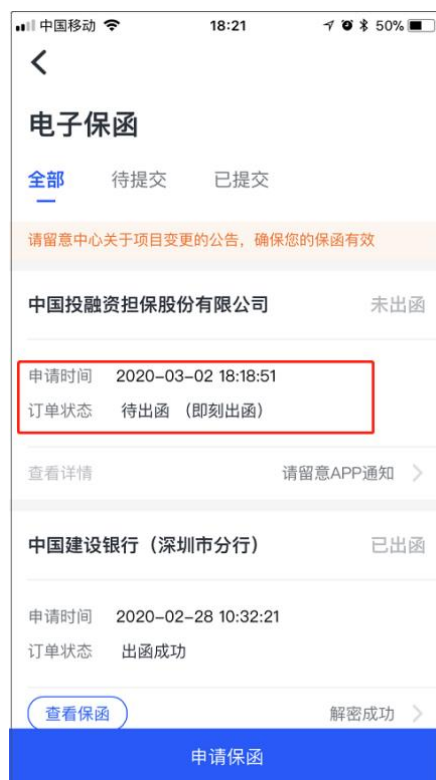 中国移动 18:21 50%
电子保函
全部 待提交 已提交
请留意中心关于项目变更的公告，确保您的保函有效
中国投融资担保股份有限公司 未出函
申请时间 2020-03-02 18:18:51
订单状态 待出函 （即刻出函）
查看详情 请留意APP通知
中国建设银行（深圳市分行） 已出函
申请时间 2020-02-28 10:32:21
订单状态 出函成功
查看保函 解密成功
申请保函